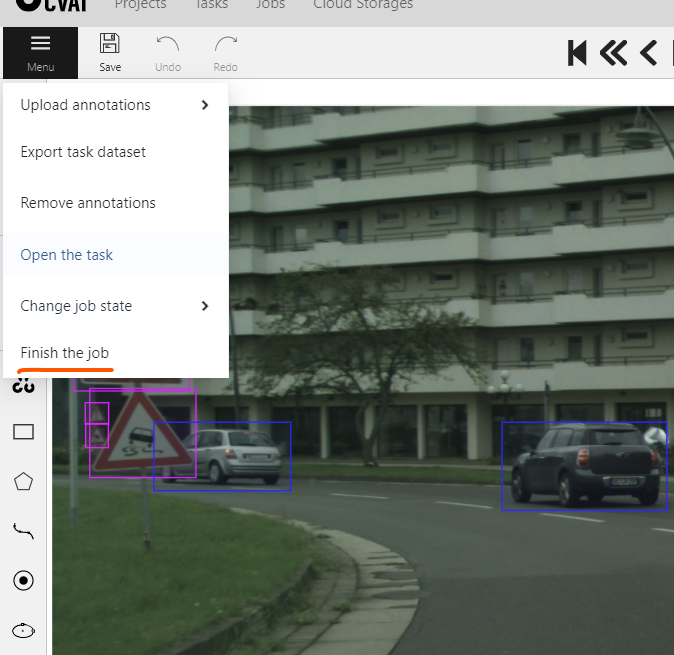 CVAT
Projects Tasks Jobs Cloud Storages
Menu Save Undo Redo
Upload annotations
Export task dataset
Remove annotations
Open the task
Change job state
Finish the job